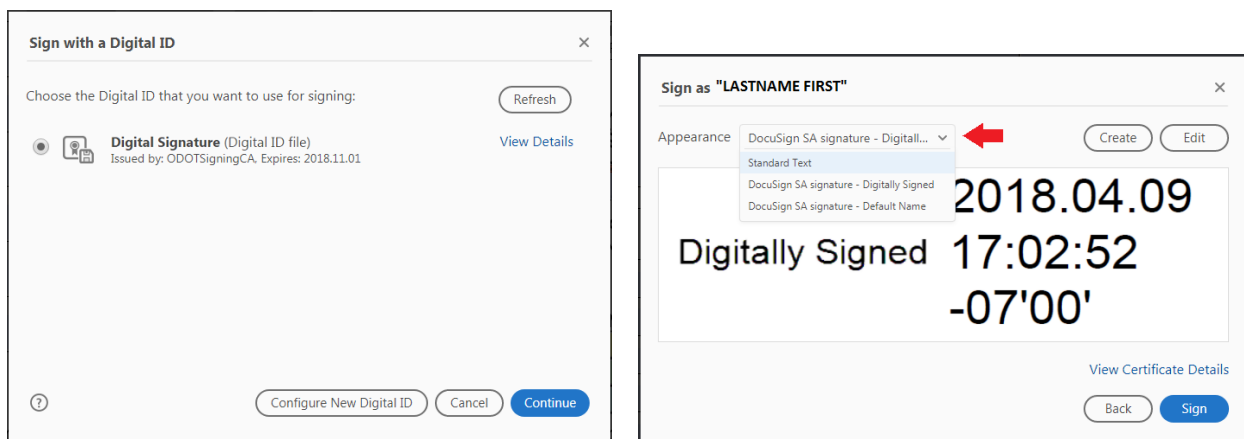 Sign with a Digital ID
Choose the Digital ID that you want to use for signing:
Refresh
Digital Signature (Digital ID file)
View Details
Issued by: ODOTSigningCA, Expires: 2018.11.01
?
Configure New Digital ID
Cancel
Continue
Sign as "LASTNAME FIRST"
Appearance
DocuSign SA signature - Digitall...
Create
Edit
Standard Text
DocuSign SA signature - Digitally Signed
DocuSign SA signature - Default Name
Digitally Signed
2018.04.09
17:02:52
-07'00'
View Certificate Details
Back
Sign